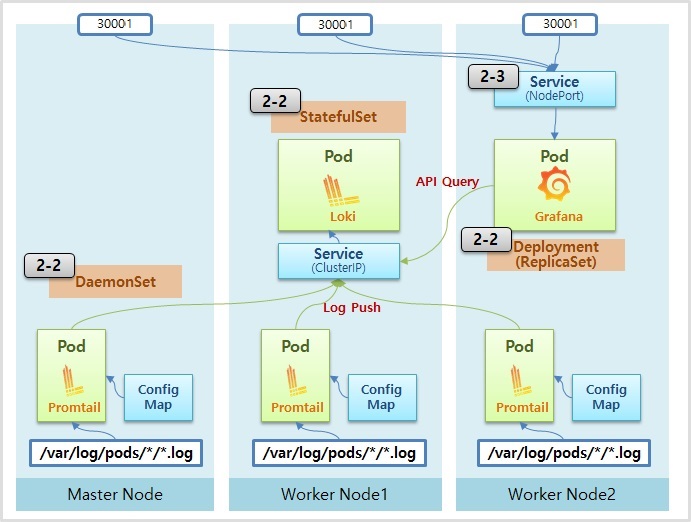 30001
30001
30001
2-3
Service
(NodePort)
2-2
StatefulSet
Pod
Loki
API Query
Pod
Grafana
2-2
Deployment
(ReplicaSet)
Service
(ClusterIP)
2-2
DaemonSet
Log Push
Pod
Promtail
Config
Map
/var/log/pods/*/*.log
Pod
Promtail
Config
Map
/var/log/pods/*/*.log
Pod
Promtail
Config
Map
/var/log/pods/*/*.log
Master Node
Worker Node1
Worker Node2